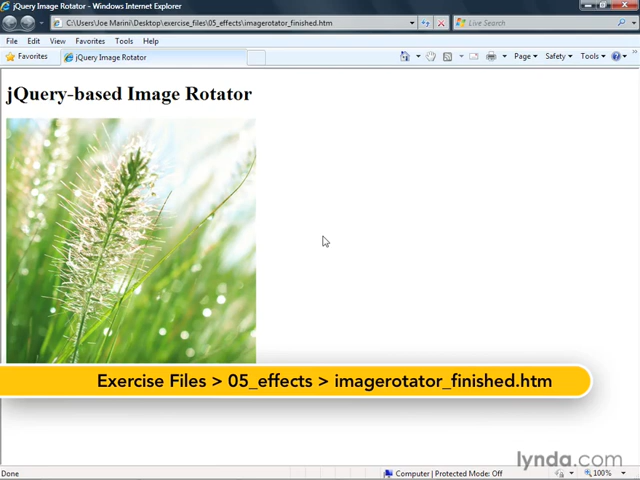 jQuery Image Rotator - Windows Internet Explorer
C:\Users\Joe Marini\Desktop\exercise_files\05_effects\imagerotator_finished.htm
Live Search
File Edit View Favorites Tools Help
Favorites
jQuery Image Rotator
Page Safety Tools
jQuery-based Image Rotator
Exercise Files > 05_effects > imagerotator_finished.htm
lynda.com
Done
Computer | Protected Mode: Off
100%